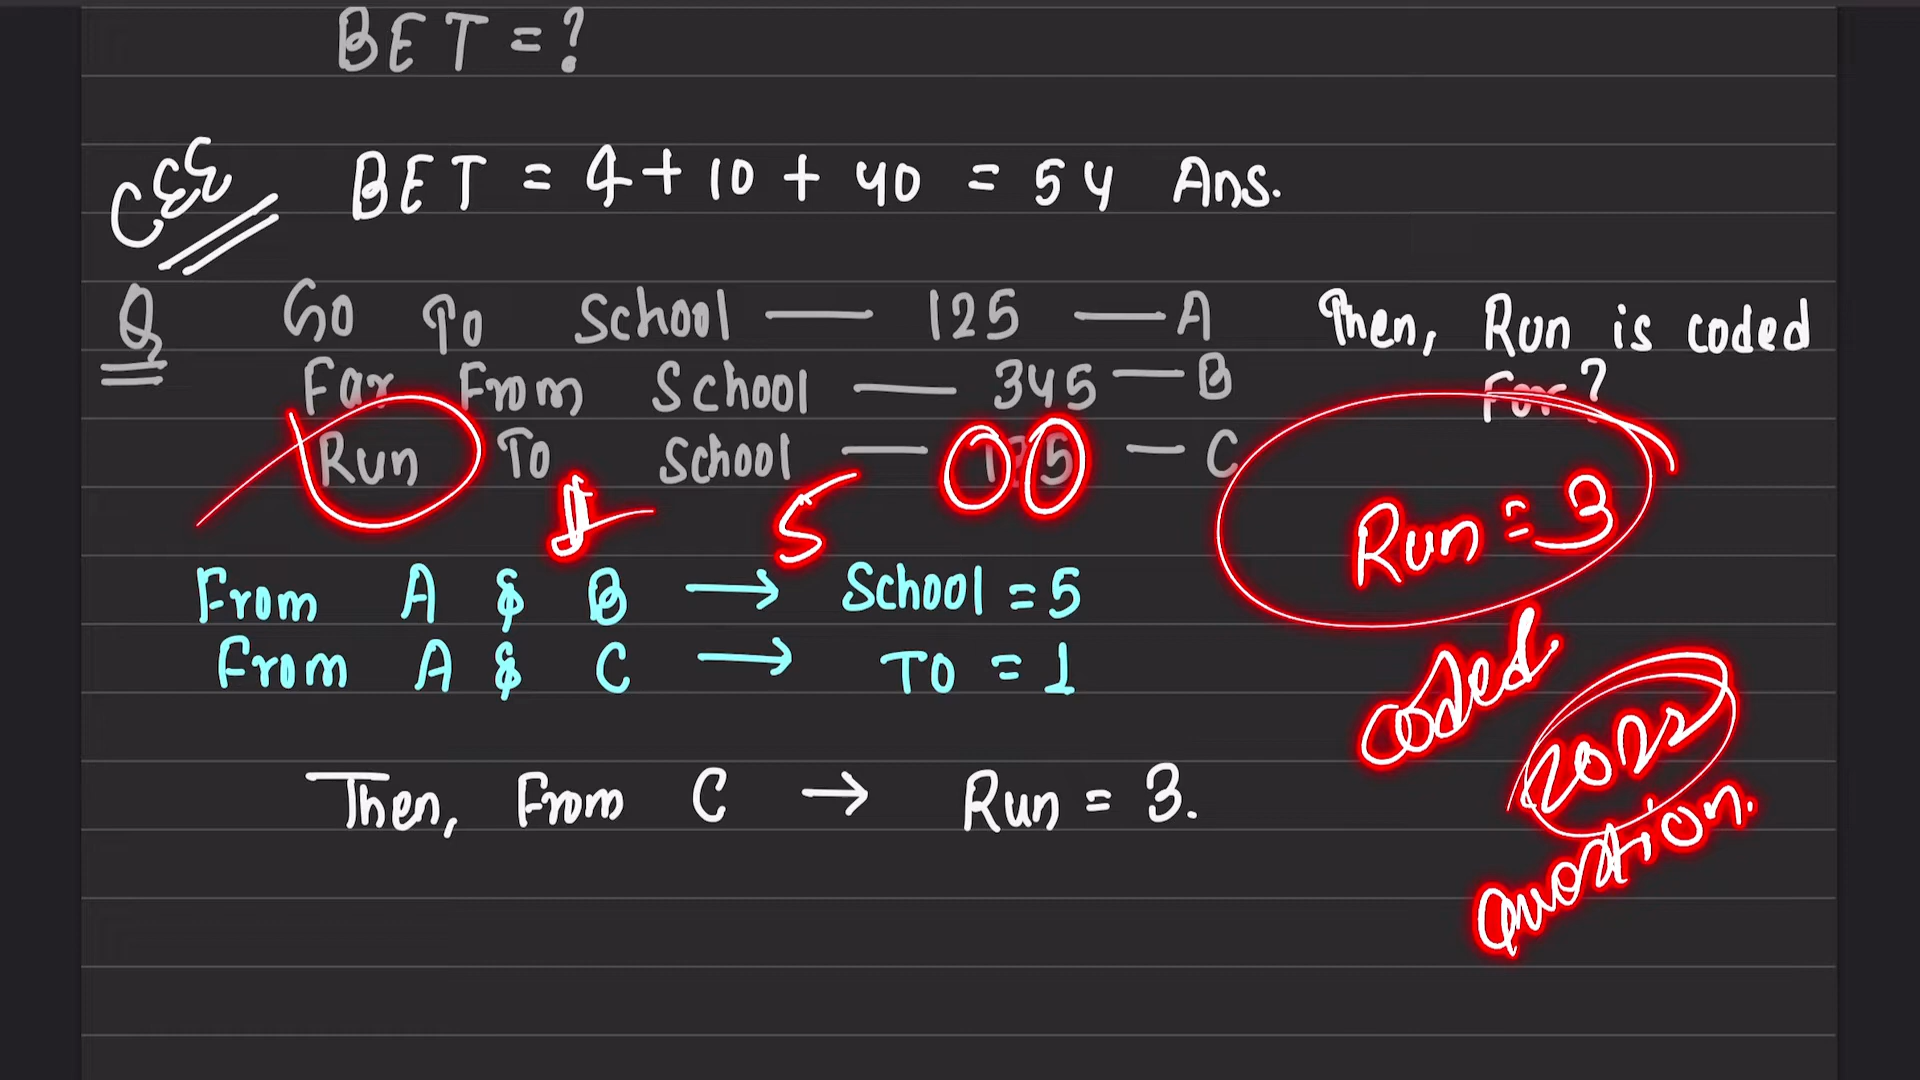 BET = ?
CEE BET = 4 + 10 + 40 = 54 Ans.
Q Go To School — 125 — A Then, Run is coded
Far From School — 345 — B For?
Run To School — 135 — C
1 5 Run = 3
From A & B → School = 5
From A & C → To = 1
coded
Then, From C → Run = 3.
question.